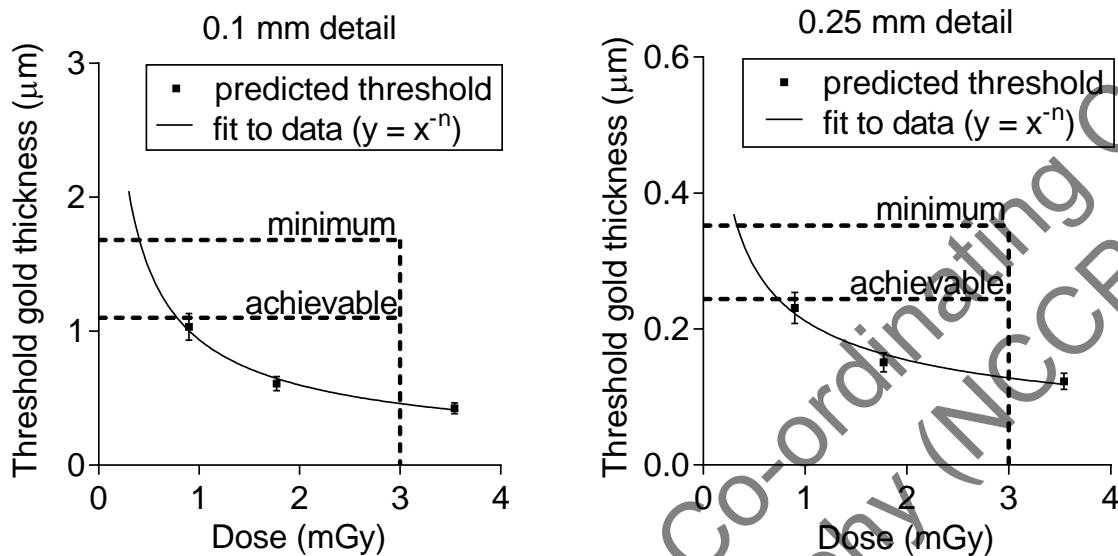 0.1 mm detail
3
2
1
0
Threshold gold thickness (μm)
predicted threshold
fit to data (y = x⁻ⁿ)
minimum
achievable
0 1 2 3 4
Dose (mGy)
0.25 mm detail
0.6
0.4
0.2
0.0
Threshold gold thickness (μm)
predicted threshold
fit to data (y = x⁻ⁿ)
minimum
achievable
0 1 2 3 4
Dose (mGy)
Co-ordinating